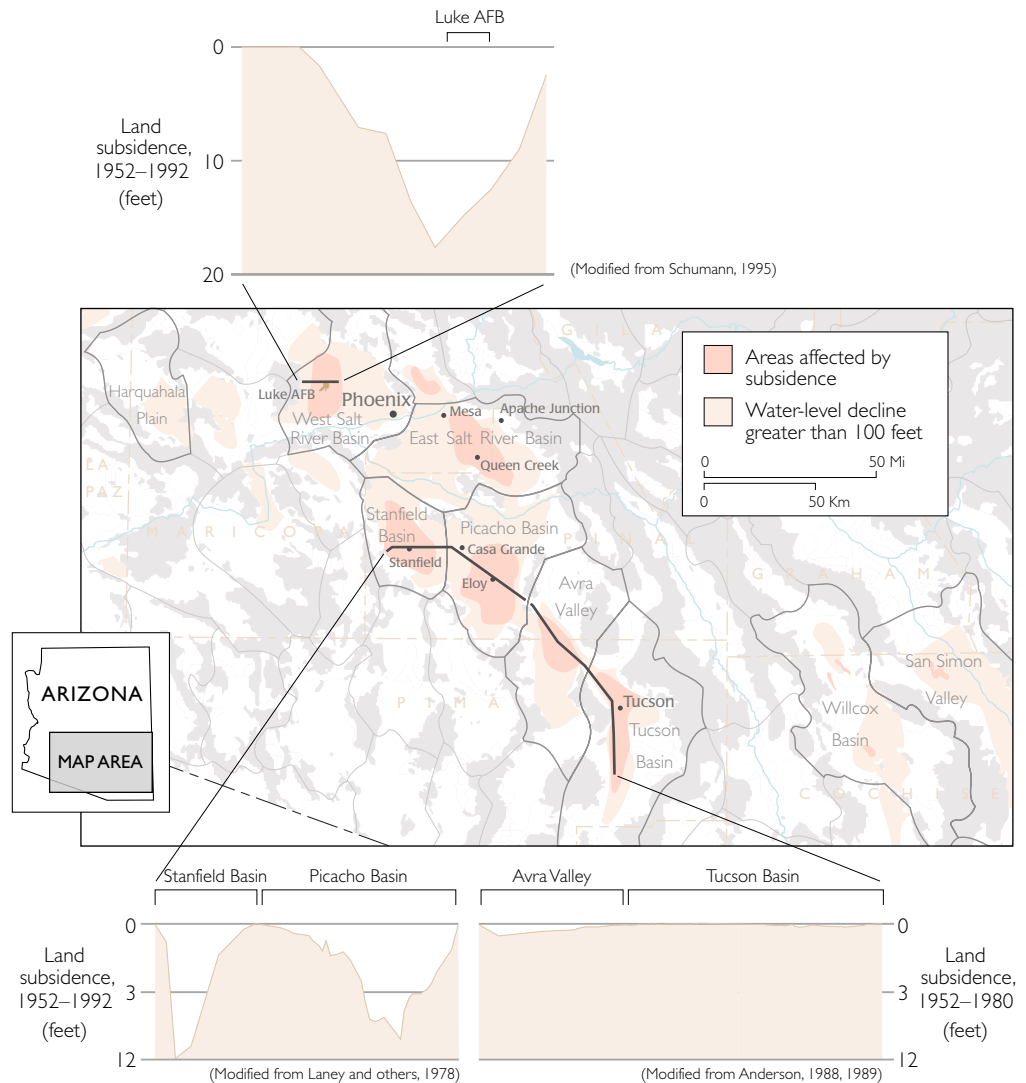 Luke AFB
0
Land
subsidence,
1952–1992
(feet)
10
20
(Modified from Schumann, 1995)
GILA
Areas affected by
subsidence
Water-level decline
greater than 100 feet
0
50 Mi
0
50 Km
Harquahala
Plain
Luke AFB
Phoenix
West Salt
River Basin
Mesa
Apache Junction
East Salt River Basin
Queen Creek
LA
PAZ
MARICOPA
Stanfield
Basin
Stanfield
Picacho Basin
Casa Grande
Eloy
PINAL
Avra
Valley
GRAHAM
San Simon
Valley
PIMA
Tucson
Tucson
Basin
Willcox
Basin
COCHISE
ARIZONA
MAP AREA
Stanfield Basin
Picacho Basin
Avra Valley
Tucson Basin
0
Land
subsidence,
1952–1992
(feet)
3
12
(Modified from Laney and others, 1978)
0
Land
subsidence,
1952–1980
(feet)
3
12
(Modified from Anderson, 1988, 1989)